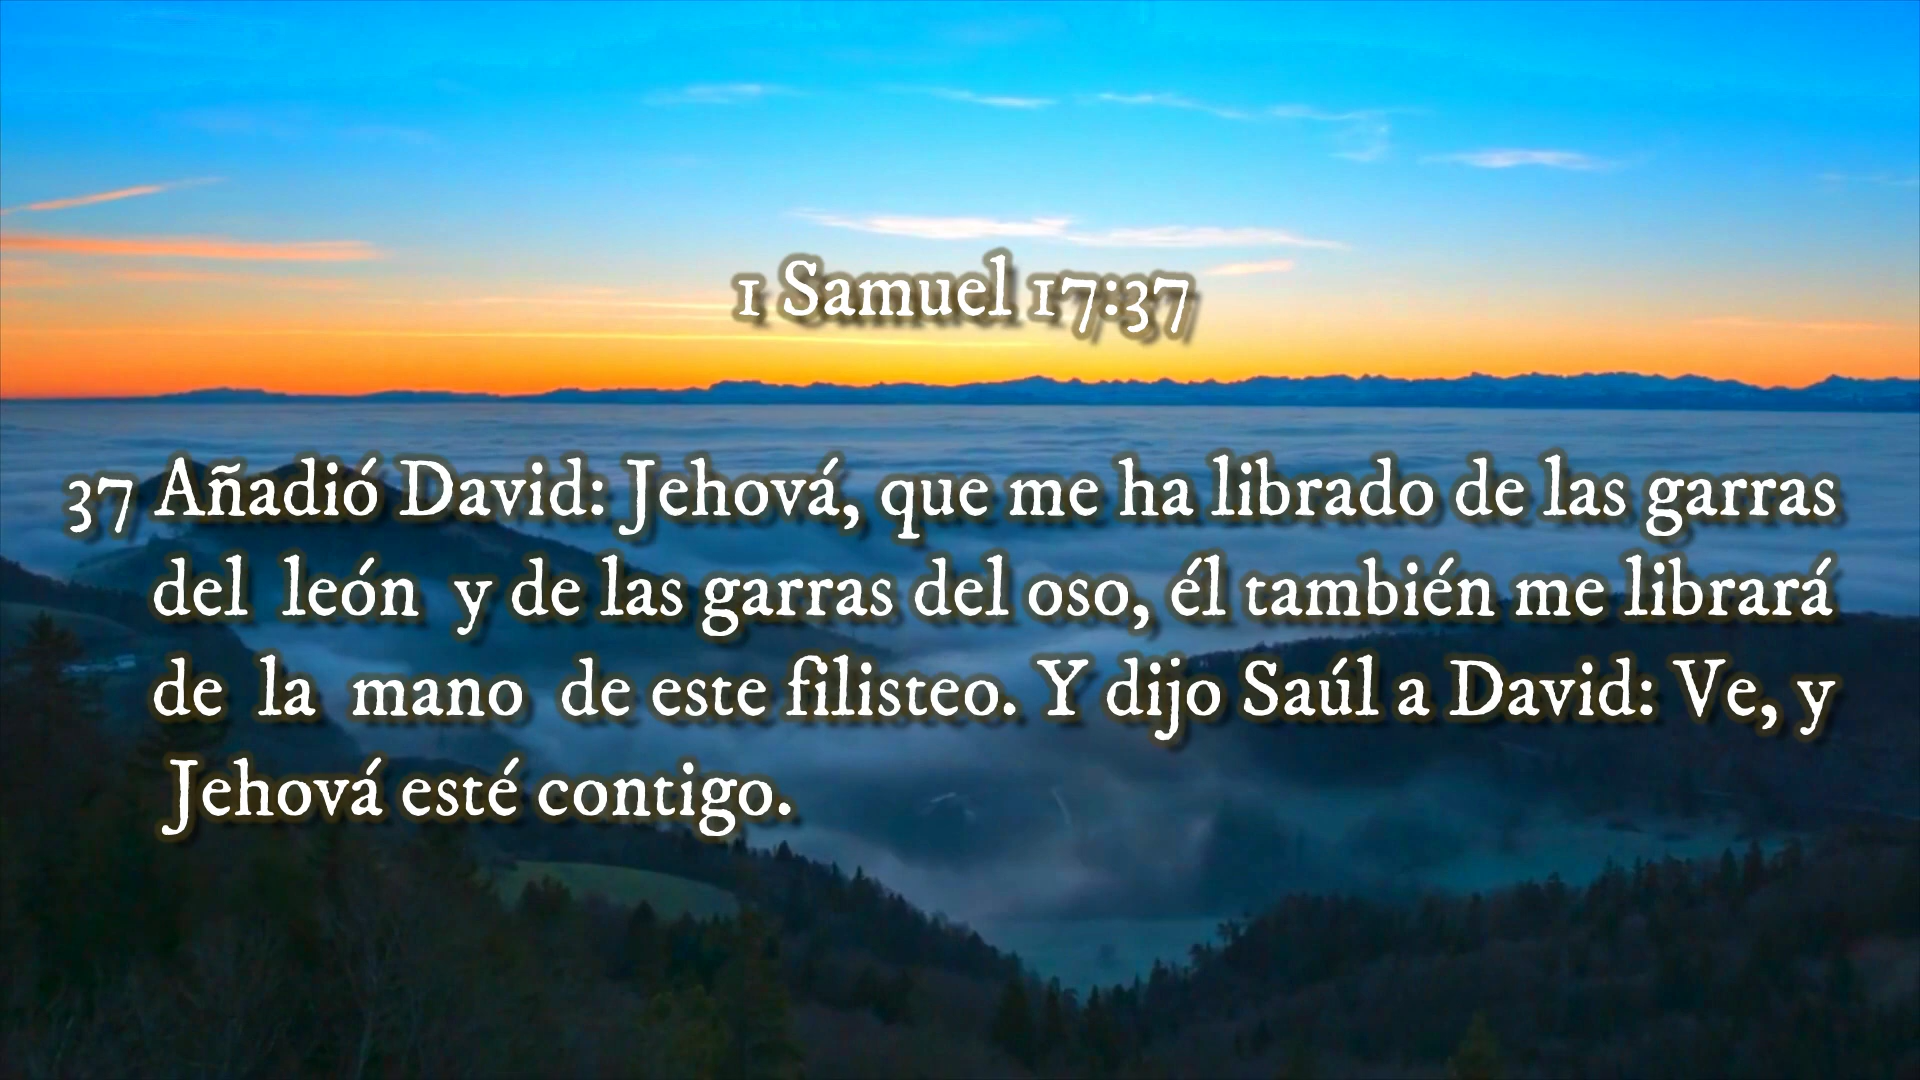 1 Samuel 17:37
37 Añadió David: Jehová, que me ha librado de las garras
del león y de las garras del oso, él también me librará
de la mano de este filisteo. Y dijo Saúl a David: Ve, y
Jehová esté contigo.